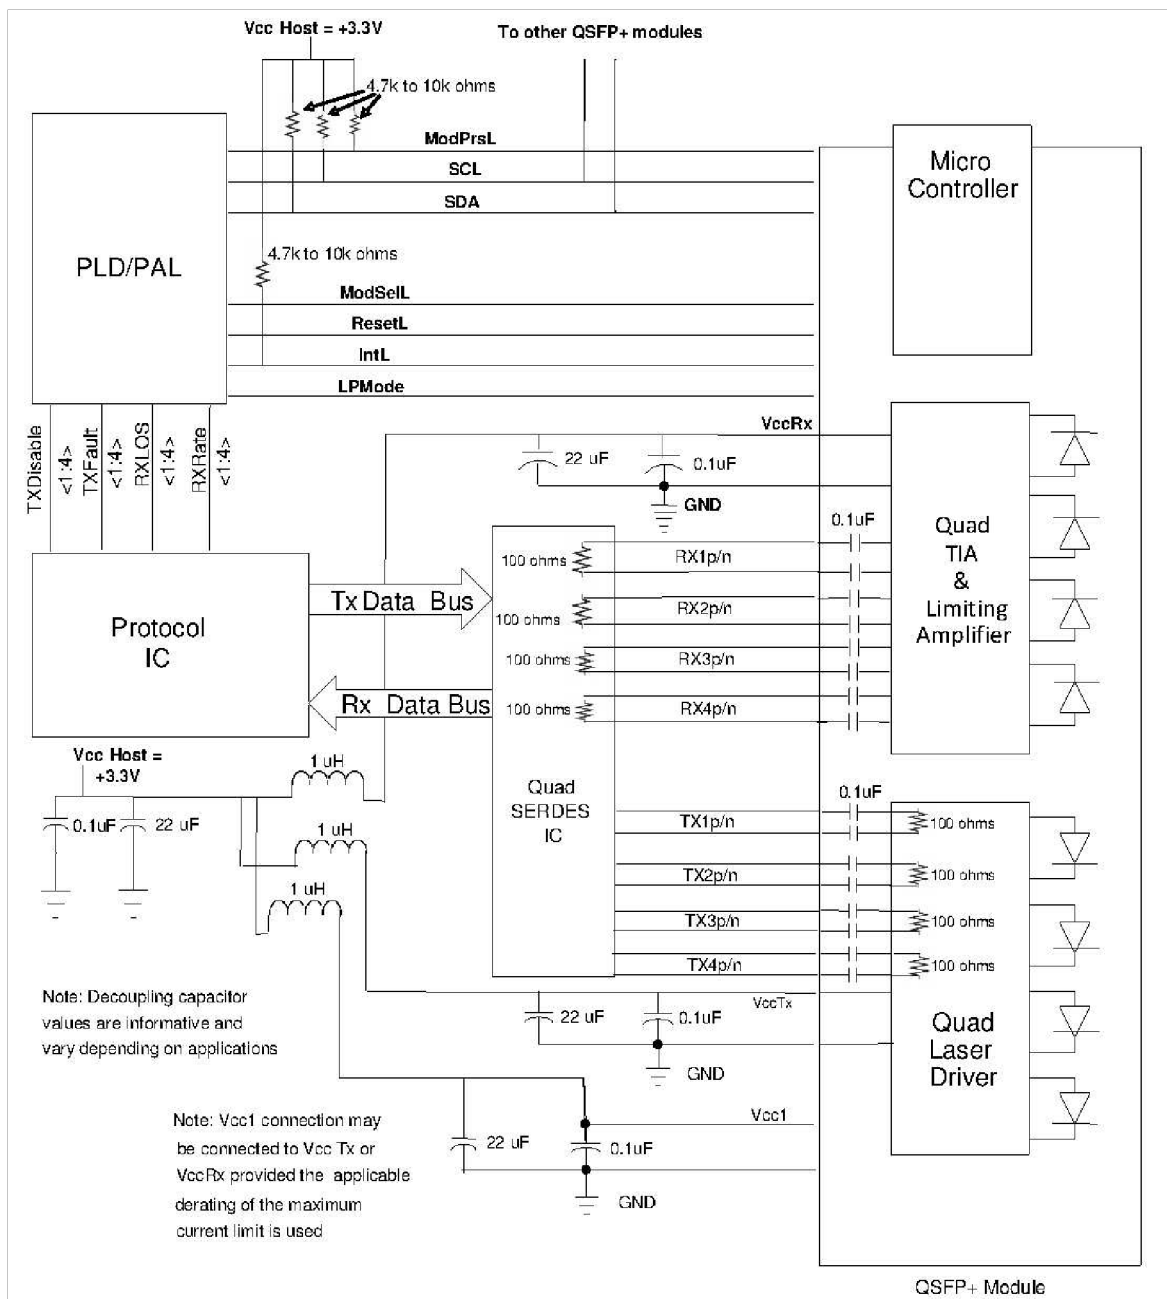 Vcc Host = +3.3V
To other QSFP+ modules
4.7k to 10k ohms
ModPrsL
SCL
SDA
Micro
Controller
PLD/PAL
4.7k to 10k ohms
ModSelL
ResetL
IntL
LPMode
TXDisable
<1:4>
TXFault
<1:4>
RXLOS
<1:4>
RXRate
<1:4>
VccRx
22 uF
0.1uF
GND
0.1uF
Quad
TIA
&
Limiting
Amplifier
100 ohms
RX1p/n
100 ohms
RX2p/n
100 ohms
RX3p/n
100 ohms
RX4p/n
Tx Data Bus
Rx Data Bus
Protocol
IC
Quad
SERDES
IC
Vcc Host =
+3.3V
0.1uF
22 uF
1 uH
1 uH
1 uH
0.1uF
TX1p/n
100 ohms
TX2p/n
100 ohms
TX3p/n
100 ohms
TX4p/n
100 ohms
Note: Decoupling capacitor
values are informative and
vary depending on applications
VccTx
22 uF
0.1uF
GND
Quad
Laser
Driver
Note: Vcc1 connection may
be connected to Vcc Tx or
VccRx provided the applicable
derating of the maximum
current limit is used
Vcc1
22 uF
0.1uF
GND
QSFP+ Module